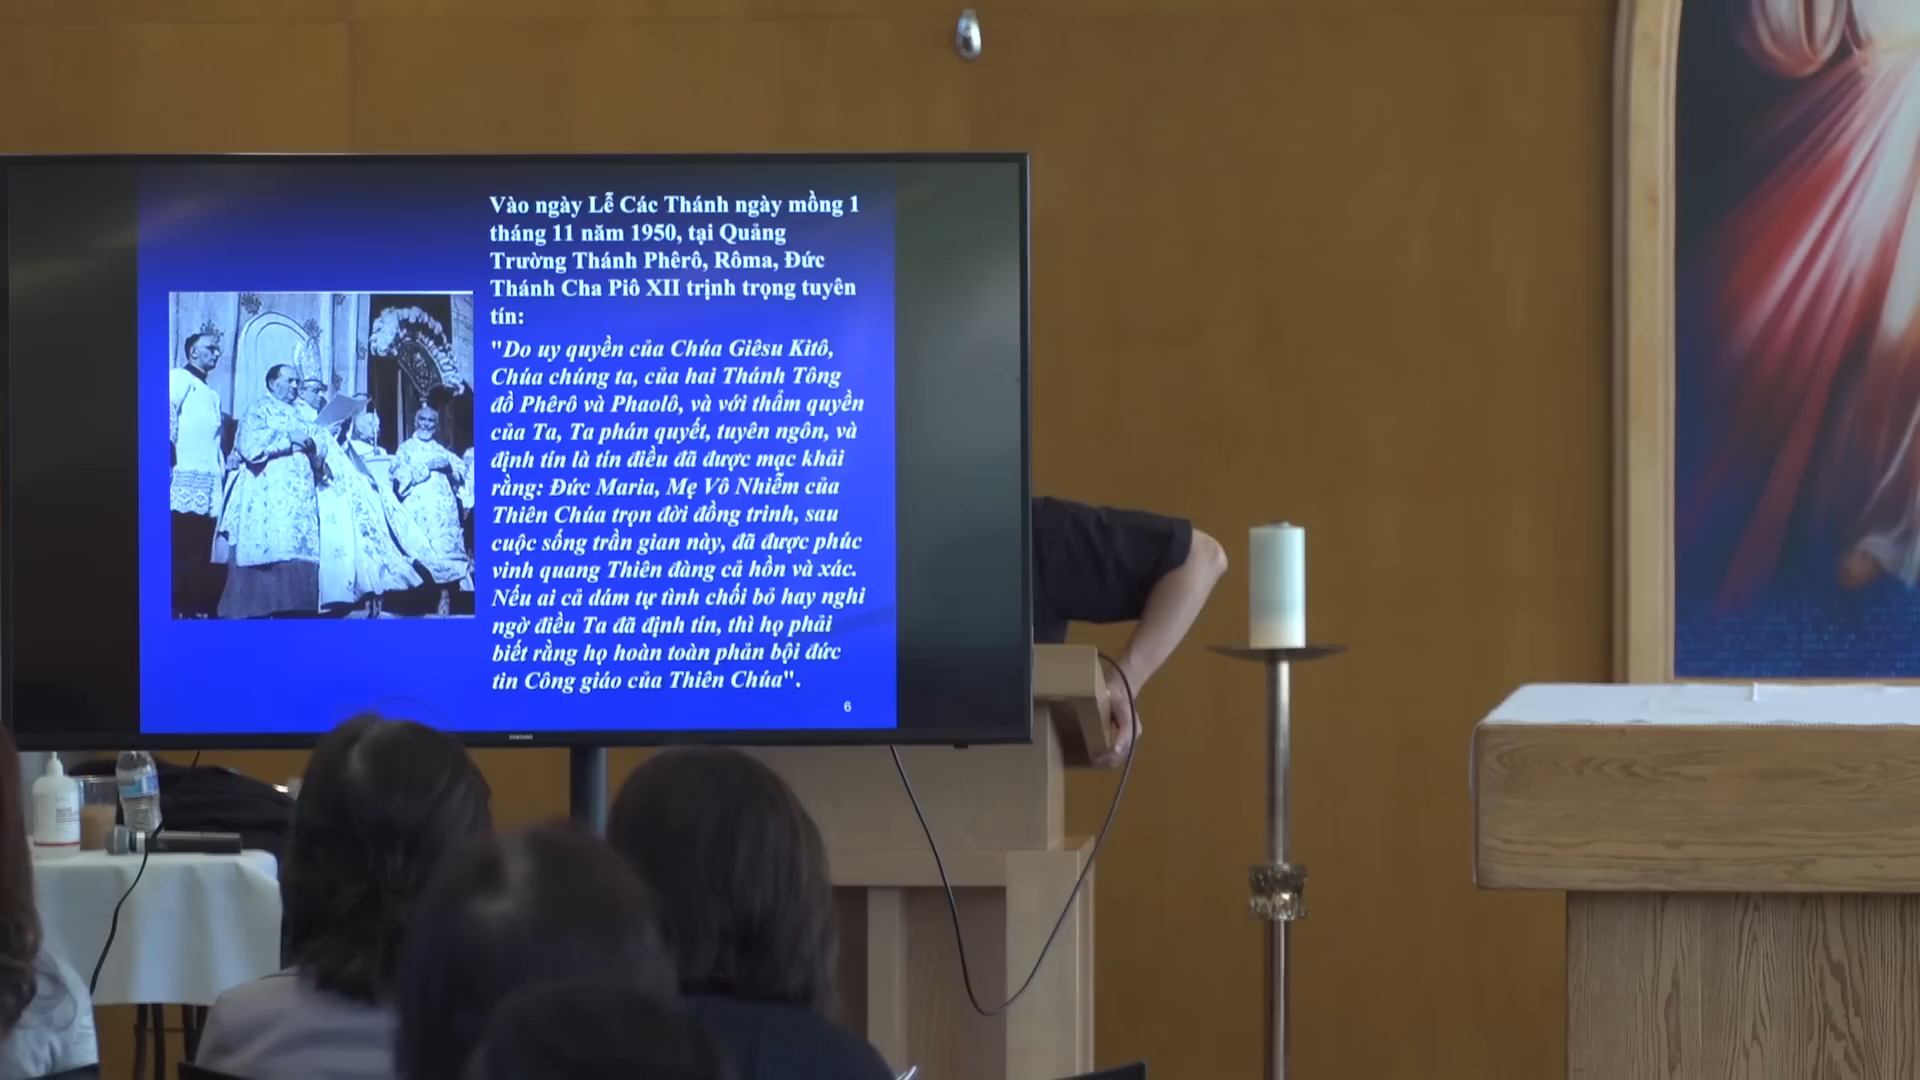 Vào ngày Lễ Các Thánh ngày mồng 1
tháng 11 năm 1950, tại Quảng
Trường Thánh Phêrô, Rôma, Đức
Thánh Cha Piô XII trịnh trọng tuyên
tín:
"Do uy quyền của Chúa Giêsu Kitô,
Chúa chúng ta, của hai Thánh Tông
đồ Phêrô và Phaolô, và với thẩm quyền
của Ta, Ta phán quyết, tuyên ngôn, và
định tín là tín điều đã được mạc khải
rằng: Đức Maria, Mẹ Vô Nhiễm của
Thiên Chúa trọn đời đồng trinh, sau
cuộc sống trần gian này, đã được phúc
vinh quang Thiên đàng cả hồn và xác.
Nếu ai cả dám tự tình chối bỏ hay nghi
ngờ điều Ta đã định tín, thì họ phải
biết rằng họ hoàn toàn phản bội đức
tin Công giáo của Thiên Chúa".
6
SAMSUNG